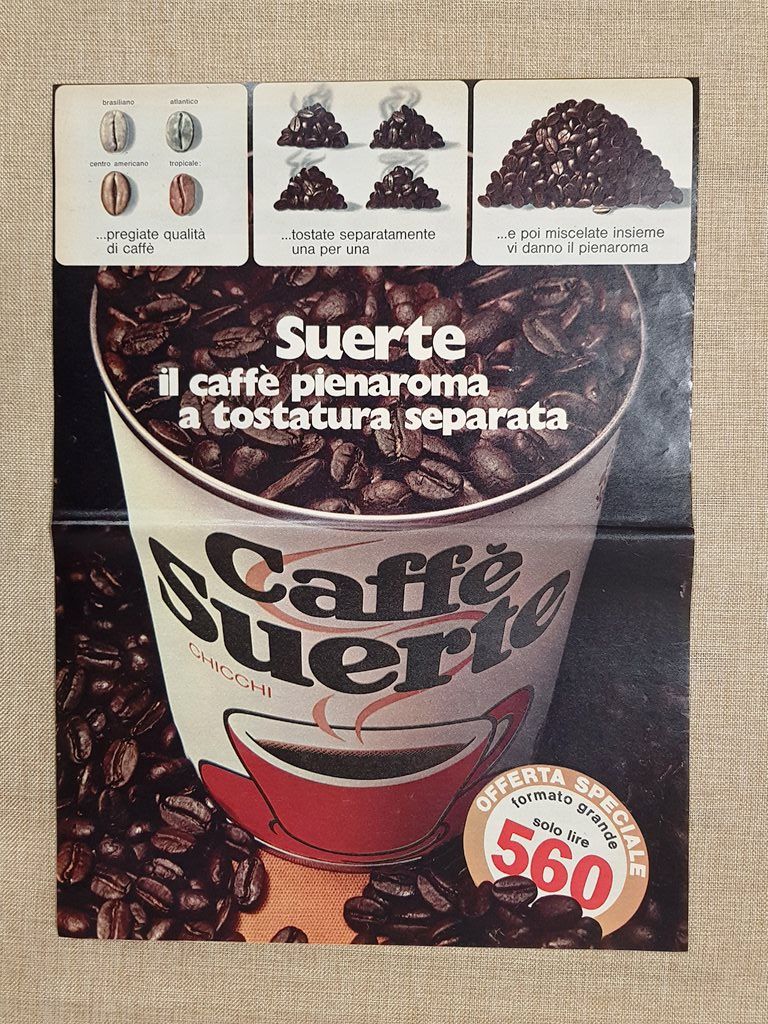 brasiliano
atlantico
centro americano
tropicale:
...pregiate qualità
di caffè
...tostate separatamente
una per una
...e poi miscelate insieme
vi danno il pienaroma
Suerte
il caffè pienaroma
a tostatura separata
Caffè
Suerte
CHICCHI
OFFERTA SPECIALE
formato grande
solo lire
560